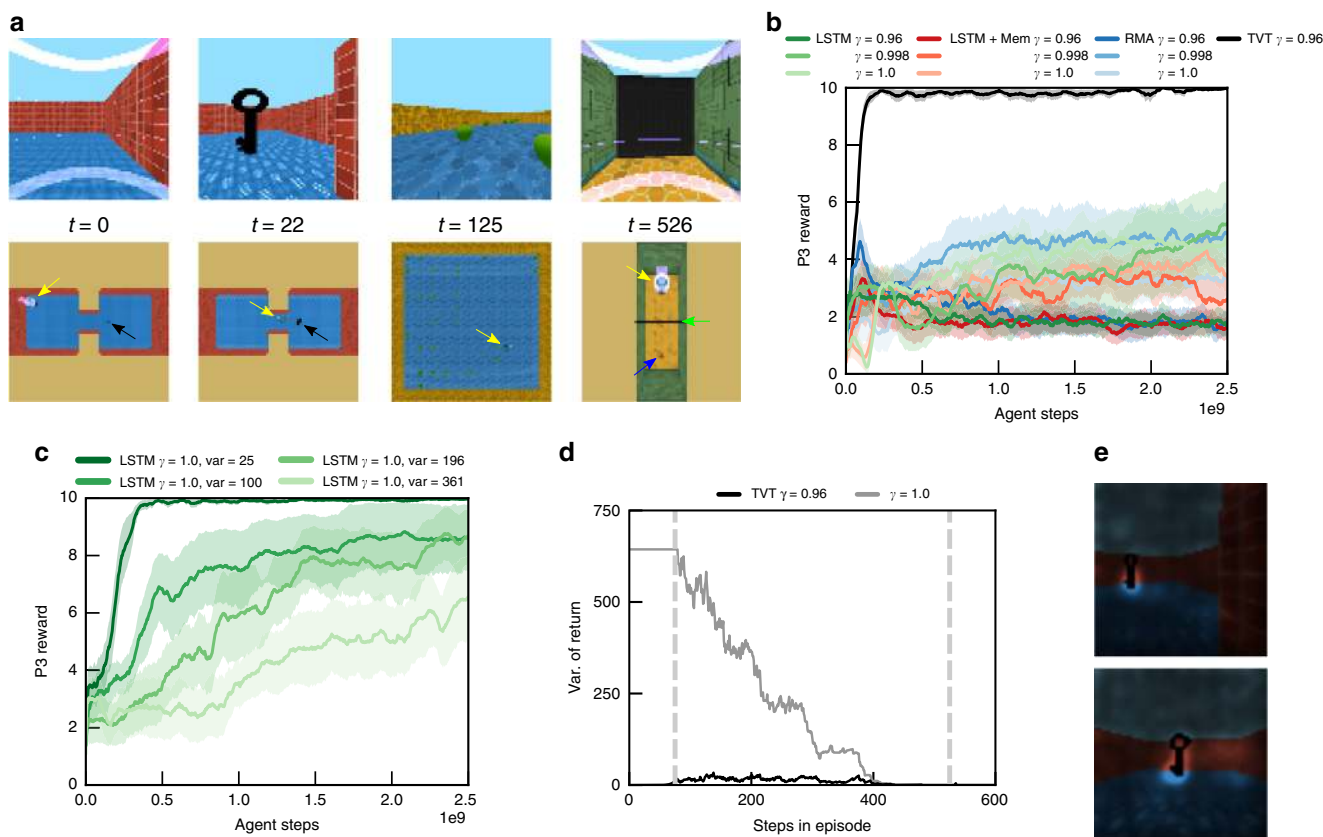 a
t = 0
t = 22
t = 125
t = 526
b
LSTM γ = 0.96
γ = 0.998
γ = 1.0
LSTM + Mem γ = 0.96
γ = 0.998
γ = 1.0
RMA γ = 0.96
γ = 0.998
γ = 1.0
TVT γ = 0.96
P3 reward
10
8
6
4
2
0
0.0
0.5
1.0
1.5
2.0
2.5
1e9
Agent steps
c
LSTM γ = 1.0, var = 25
LSTM γ = 1.0, var = 196
LSTM γ = 1.0, var = 100
LSTM γ = 1.0, var = 361
P3 reward
10
8
6
4
2
0
0.0
0.5
1.0
1.5
2.0
2.5
1e9
Agent steps
d
TVT γ = 0.96
γ = 1.0
Var. of return
750
500
250
0
0
200
400
600
Steps in episode
e